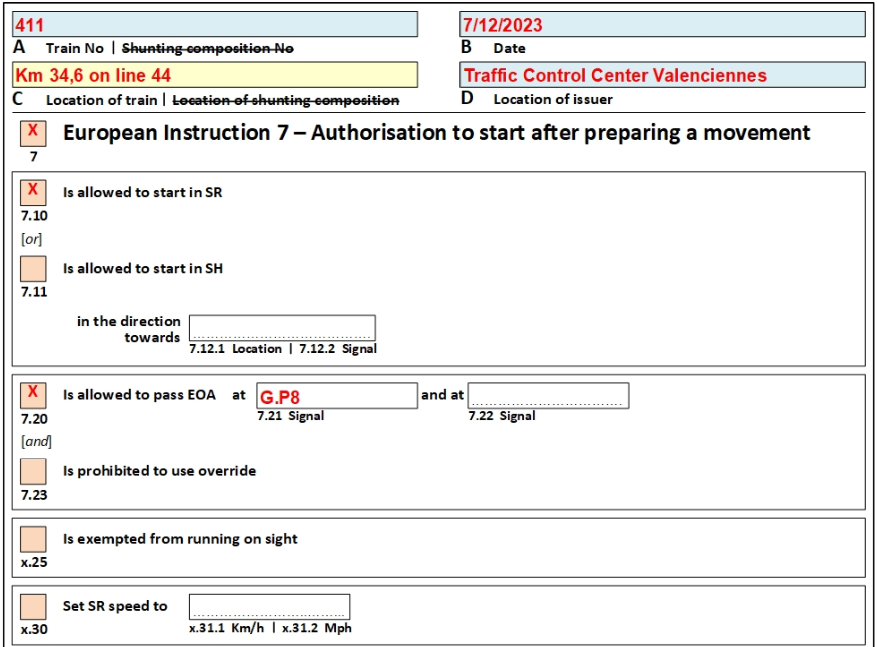 411 7/12/2023
A Train No | Shunting composition No B Date
Km 34,6 on line 44 Traffic Control Center Valenciennes
C Location of train | Location of shunting composition D Location of issuer
X European Instruction 7 – Authorisation to start after preparing a movement
7
X Is allowed to start in SR
7.10
[or]
Is allowed to start in SH
7.11
in the direction
towards
7.12.1 Location | 7.12.2 Signal
X Is allowed to pass EOA at G.P8 and at
7.20 7.21 Signal 7.22 Signal
[and]
Is prohibited to use override
7.23
Is exempted from running on sight
x.25
Set SR speed to
x.30 x.31.1 Km/h | x.31.2 Mph